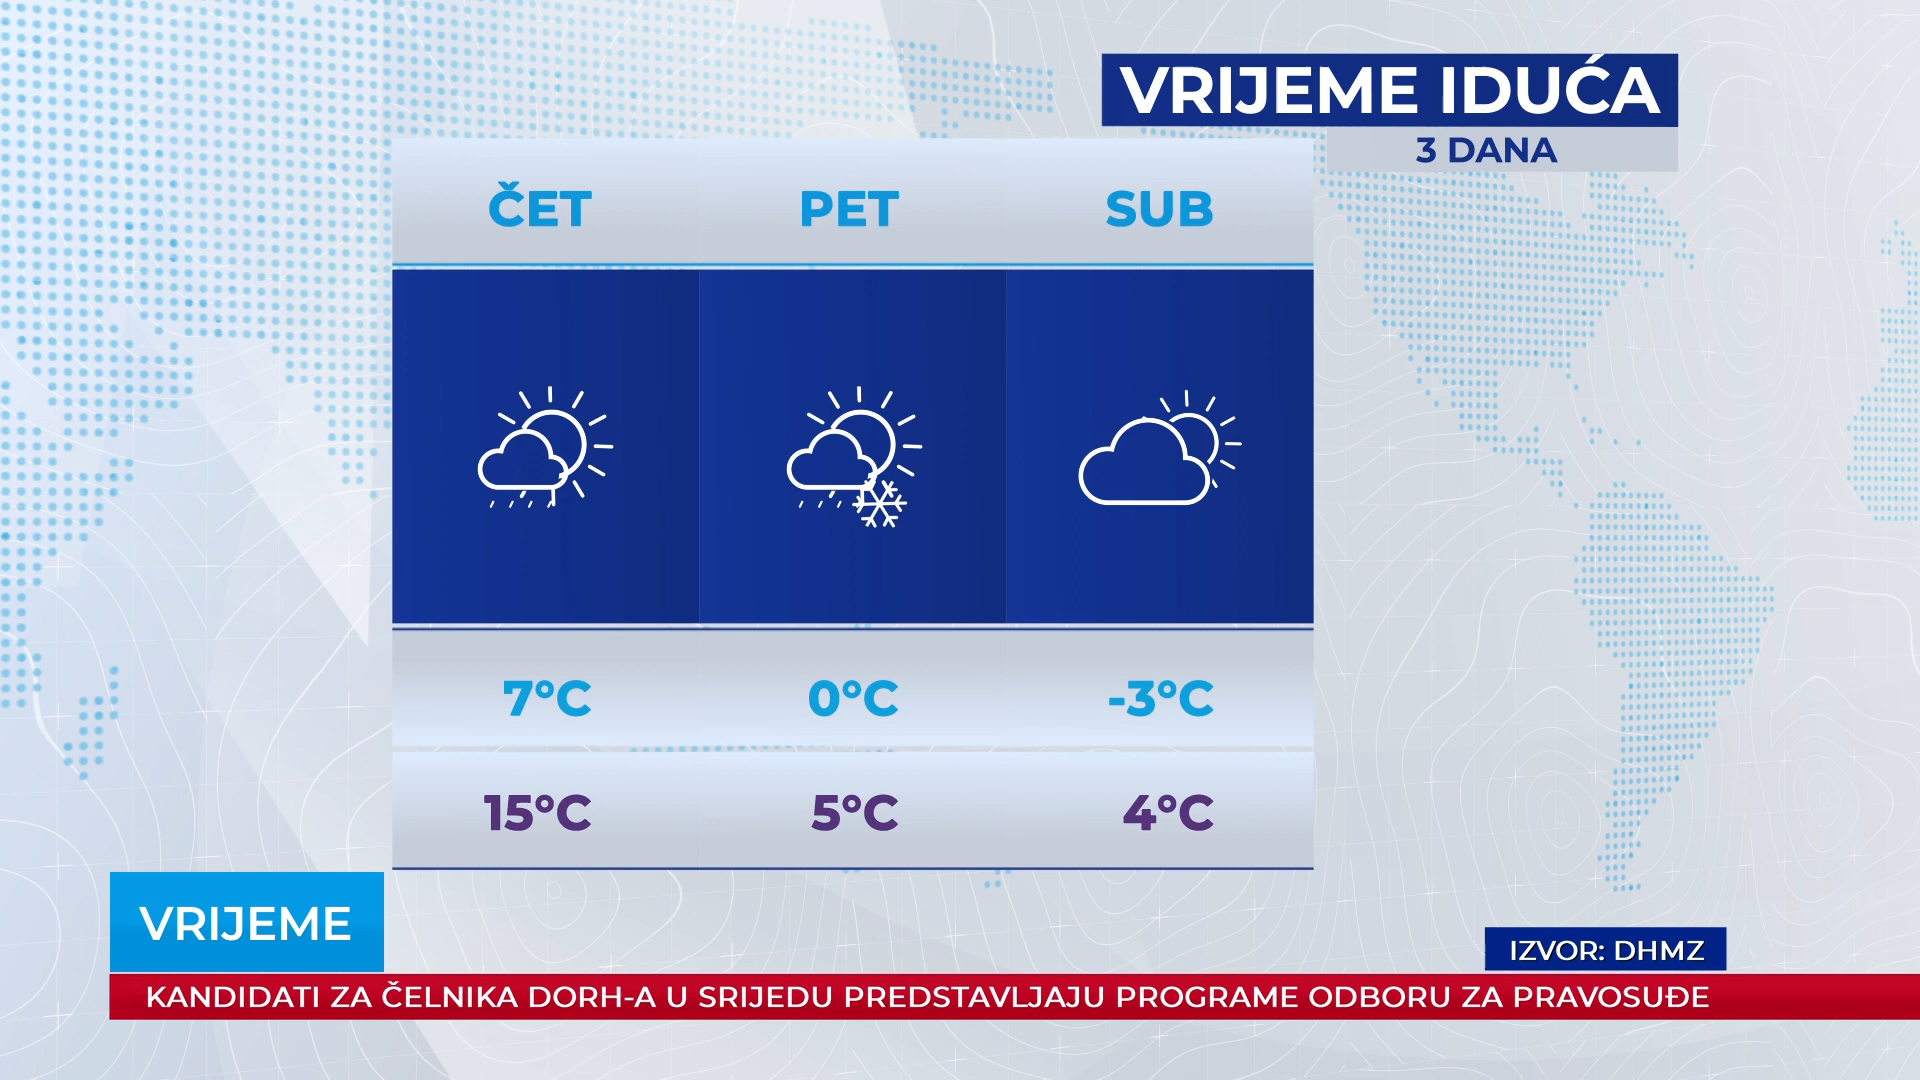 VRIJEME IDUĆA
3 DANA
ČET PET SUB
7°C 0°C -3°C
15°C 5°C 4°C
VRIJEME
IZVOR: DHMZ
KANDIDATI ZA ČELNIKA DORH-A U SRIJEDU PREDSTAVLJAJU PROGRAME ODBORU ZA PRAVOSUĐE